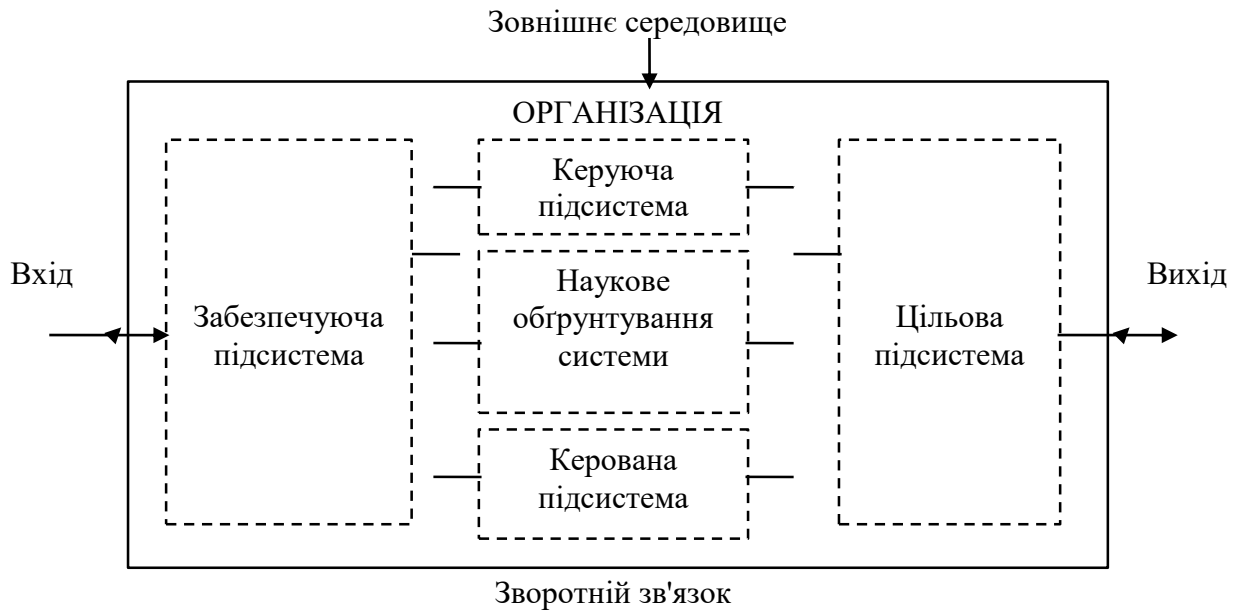 Зовнішнє середовище
ОРГАНІЗАЦІЯ
Керуюча
підсистема
Вхід
Забезпечуюча
підсистема
Наукове
обґрунтування
системи
Цільова
підсистема
Вихід
Керована
підсистема
Зворотній зв'язок